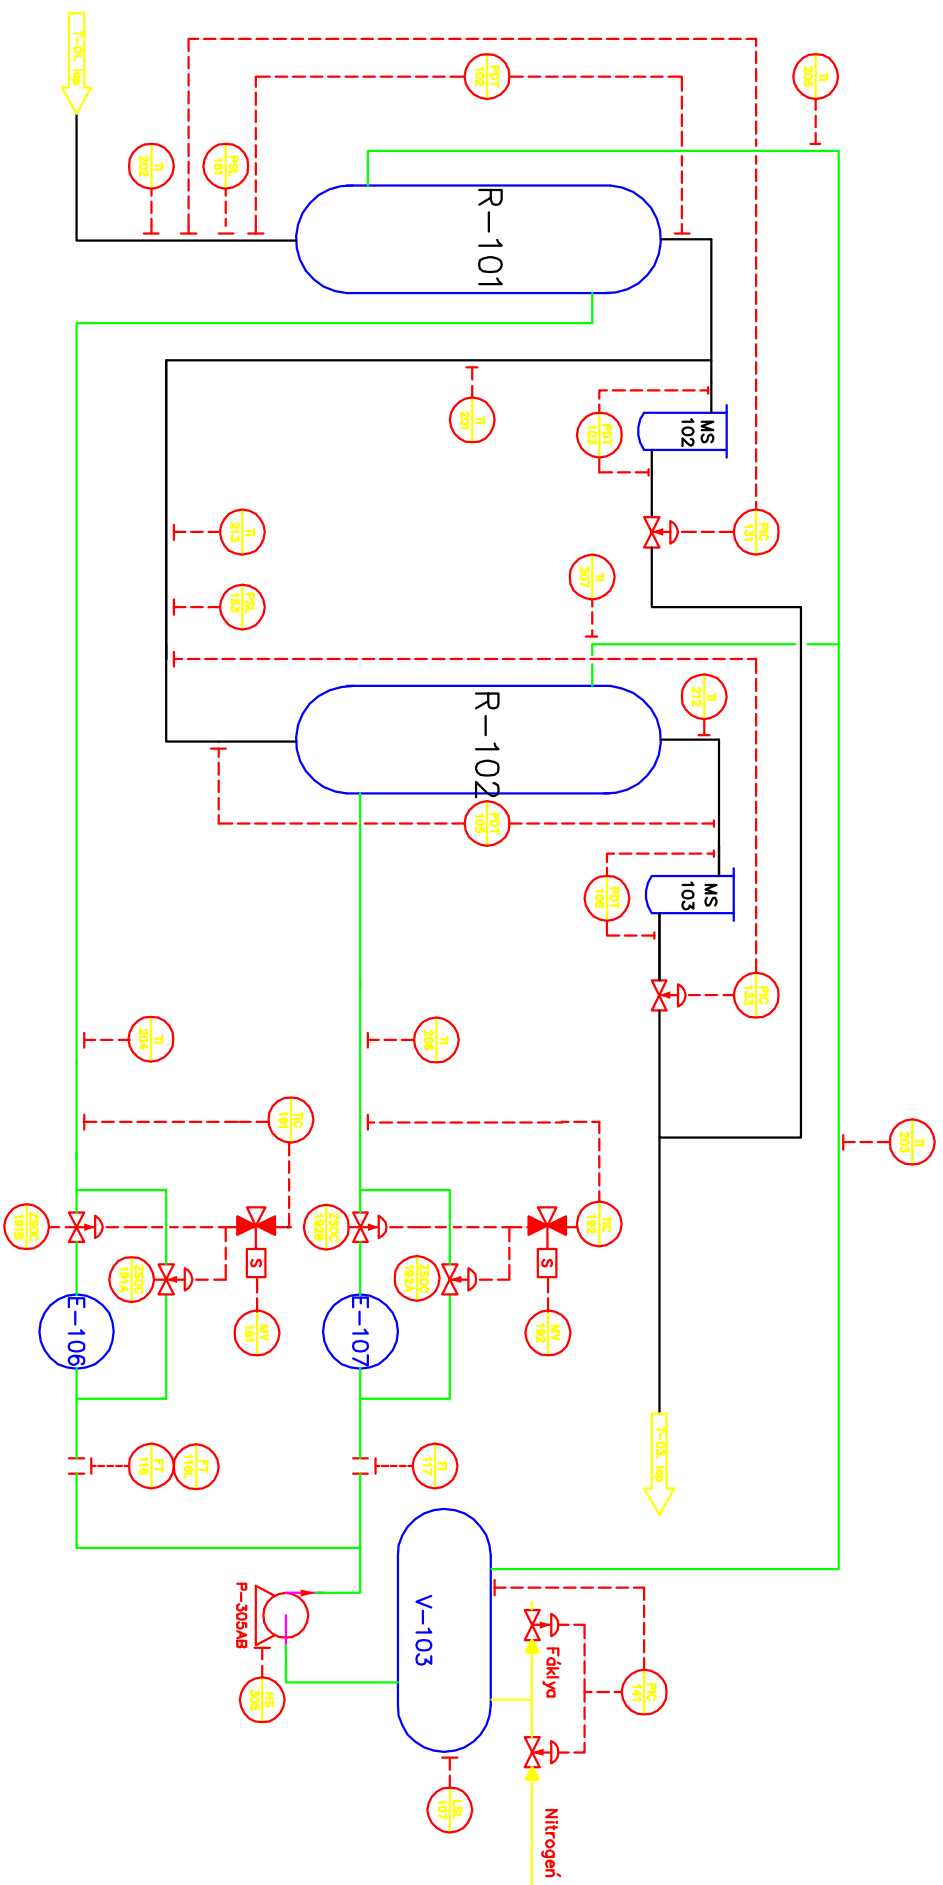 T-01. lap
TI
202
PSL
151
PDT
102
TI
205
R-101
TI
201
PDT
103
MS
102
PIC
131
TI
213
PSL
153
TI
207
TI
212
R-102
PDT
105
PDT
106
MS
103
PIC
133
TI
204
TI
206
TI
203
TIC
191
TIC
192
ZSOC
191B
ZSOC
191A
S
MV
191
ZSOC
192B
ZSOC
192A
S
MV
192
E-106
E-107
FT
116
FT
116L
FI
117
T-03. lap
P-305AB
HS
305
V-103
Fáklya
PIC
141
LSL
107
Nitrogén